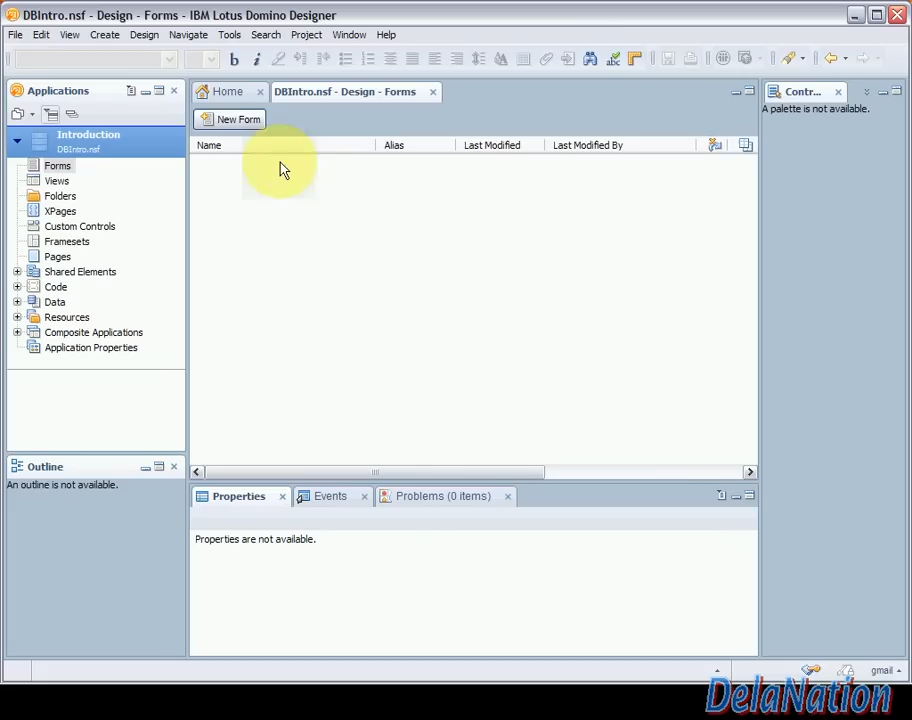 DBIntro.nsf - Design - Forms - IBM Lotus Domino Designer
File Edit View Create Design Navigate Tools Search Project Window Help
Applications
Introduction
DBIntro.nsf
Forms
Views
Folders
XPages
Custom Controls
Framesets
Pages
Shared Elements
Code
Data
Resources
Composite Applications
Application Properties
Outline
An outline is not available.
Home
DBIntro.nsf - Design - Forms
New Form
Name Alias Last Modified Last Modified By
Properties Events Problems (0 items)
Properties are not available.
Contr...
A palette is not available.
gmail
DelaNation